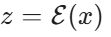 z = ℰ(x)